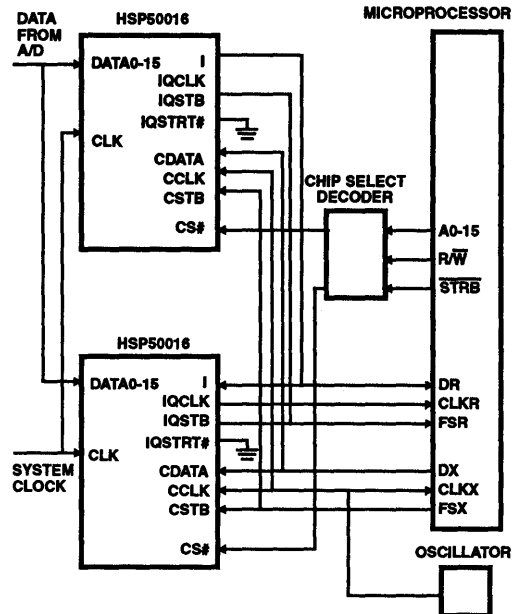 DATA
FROM
A/D
HSP50016
MICROPROCESSOR
DATA0-15
I
IQCLK
IQSTB
IQSTRT#
CLK
CDATA
CCLK
CSTB
CS#
CHIP SELECT
DECODER
A0-15
R/W̅
S̅T̅R̅B̅
HSP50016
DATA0-15
I
IQCLK
IQSTB
IQSTRT#
CLK
SYSTEM
CLOCK
CDATA
CCLK
CSTB
CS#
DR
CLKR
FSR
DX
CLKX
FSX
OSCILLATOR